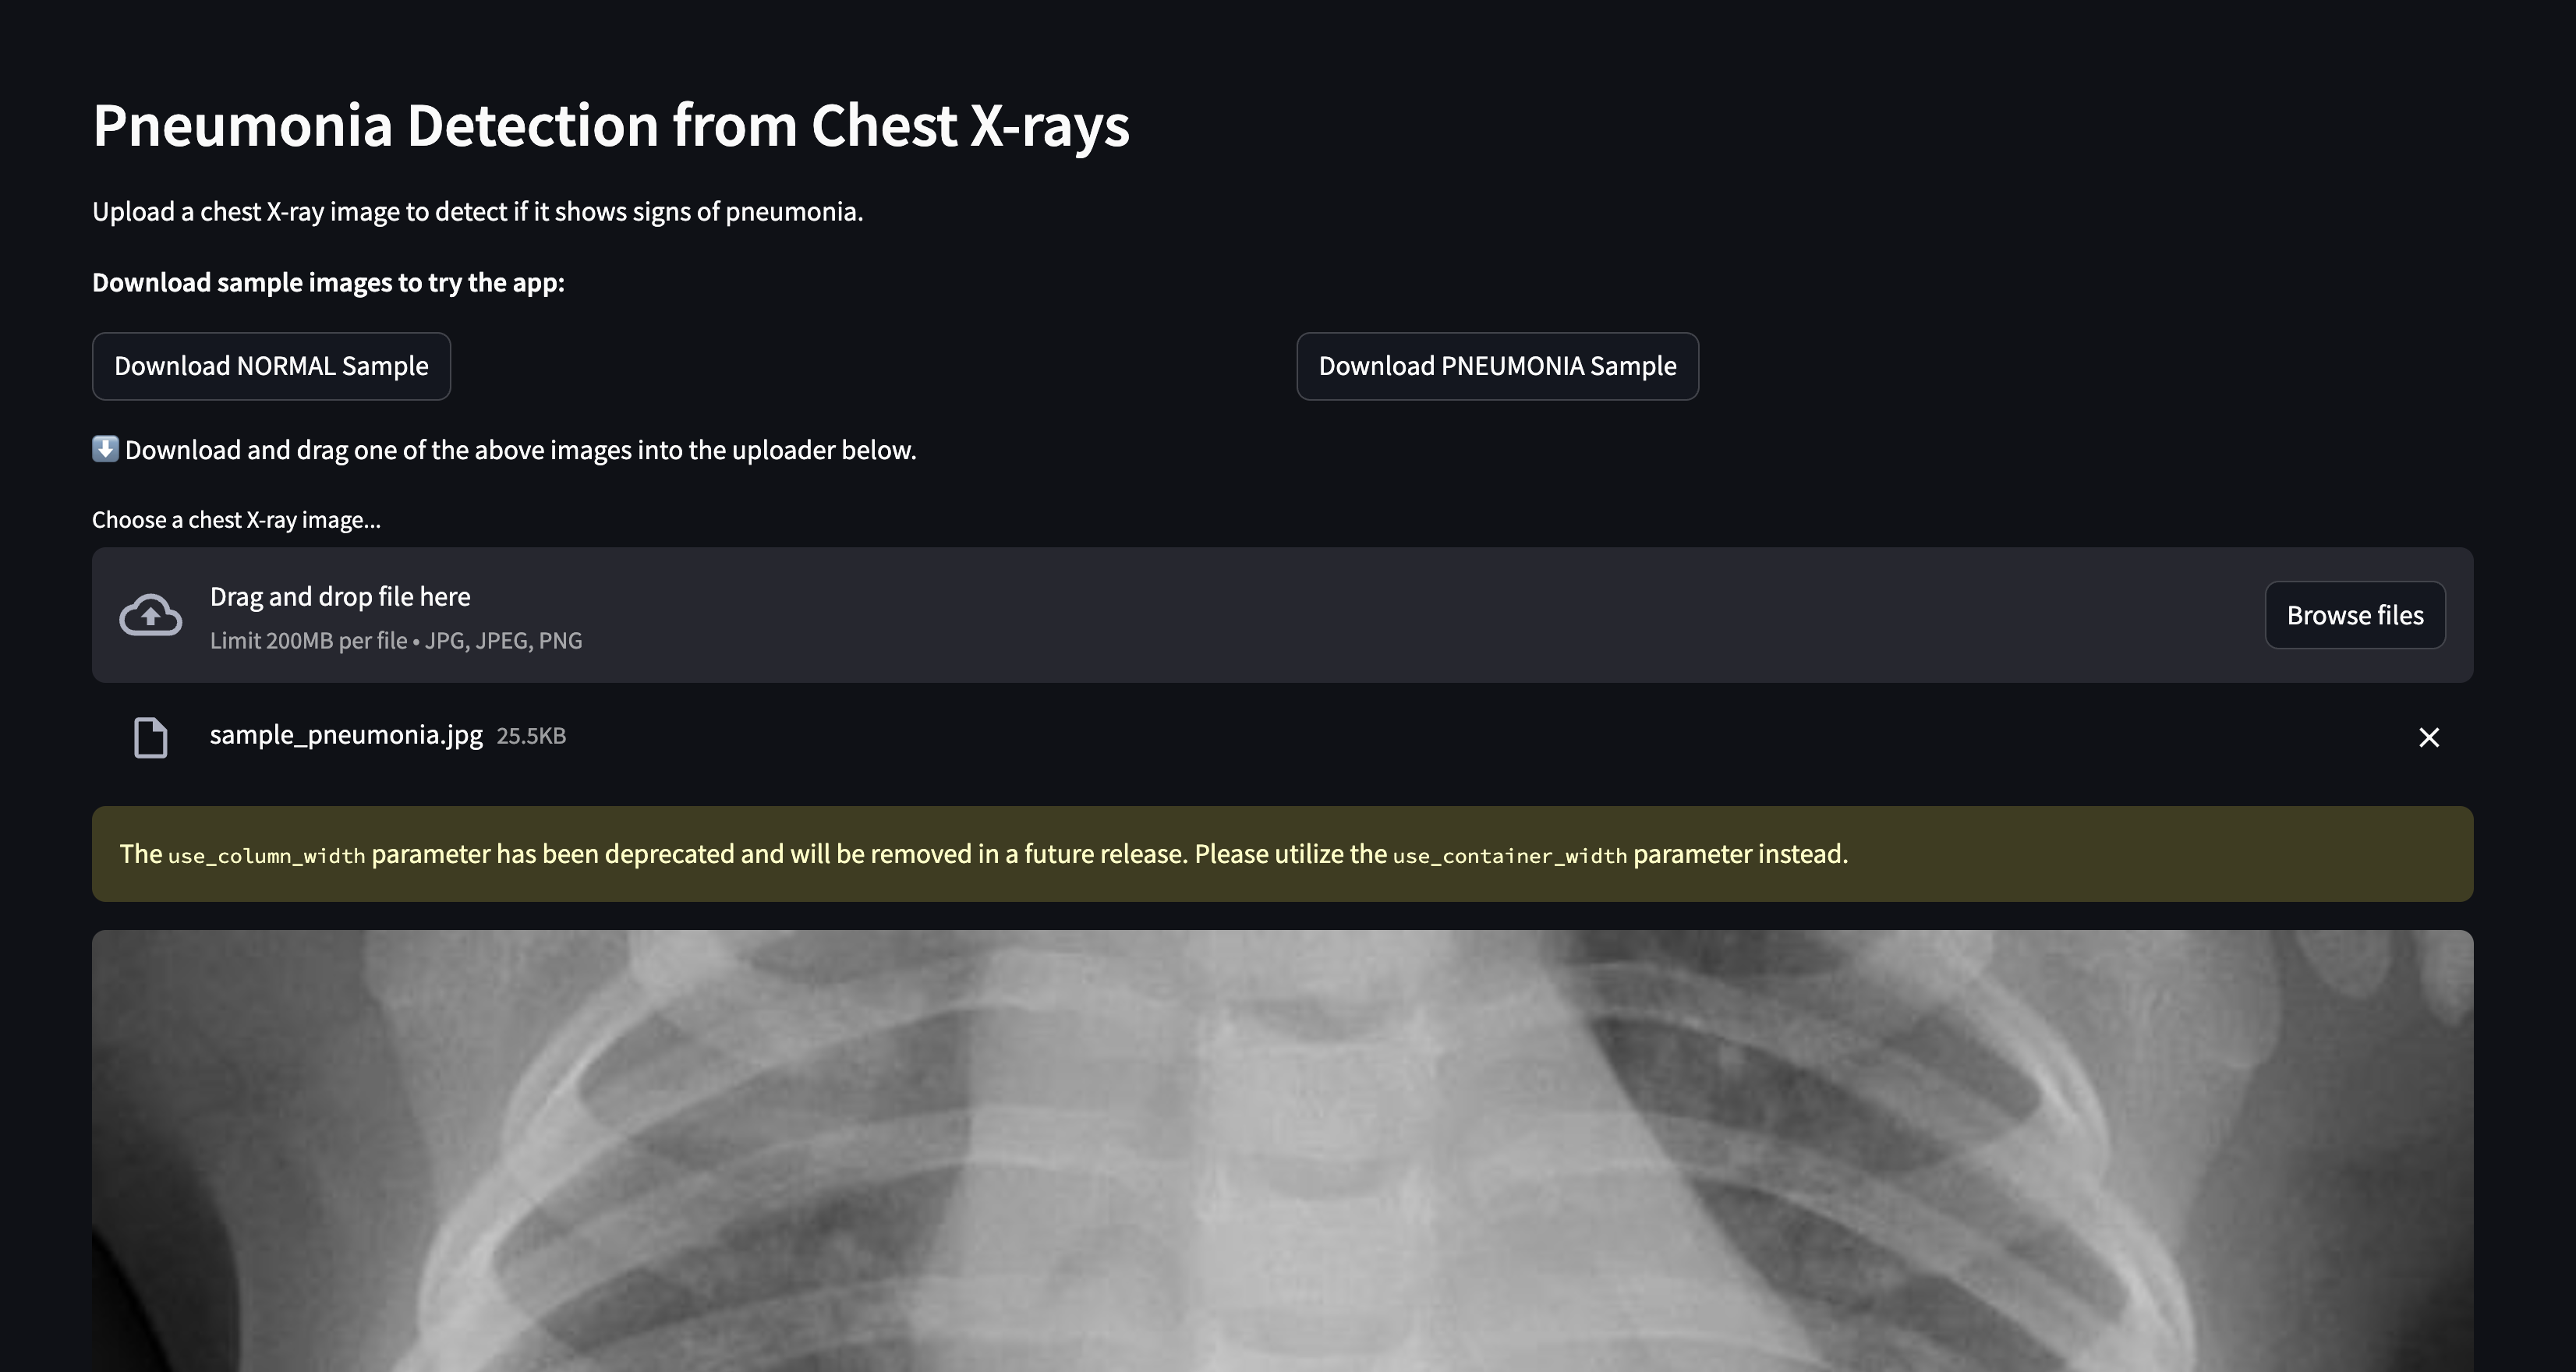 Pneumonia Detection from Chest X-rays
Upload a chest X-ray image to detect if it shows signs of pneumonia.
Download sample images to try the app:
Download NORMAL Sample
Download PNEUMONIA Sample
⬇️ Download and drag one of the above images into the uploader below.
Choose a chest X-ray image...
Drag and drop file here
Limit 200MB per file • JPG, JPEG, PNG
Browse files
sample_pneumonia.jpg 25.5KB
The use_column_width parameter has been deprecated and will be removed in a future release. Please utilize the use_container_width parameter instead.